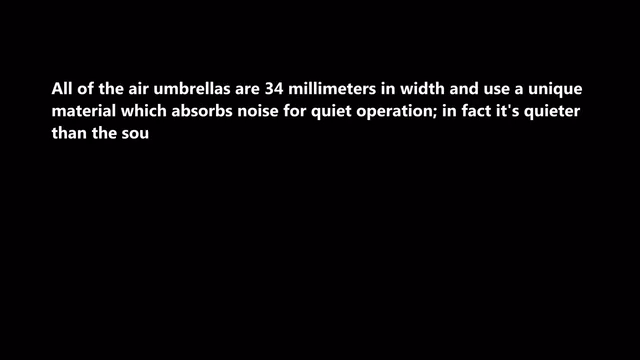 All of the air umbrellas are 34 millimeters in width and use a unique
material which absorbs noise for quiet operation; in fact it's quieter
than the sou